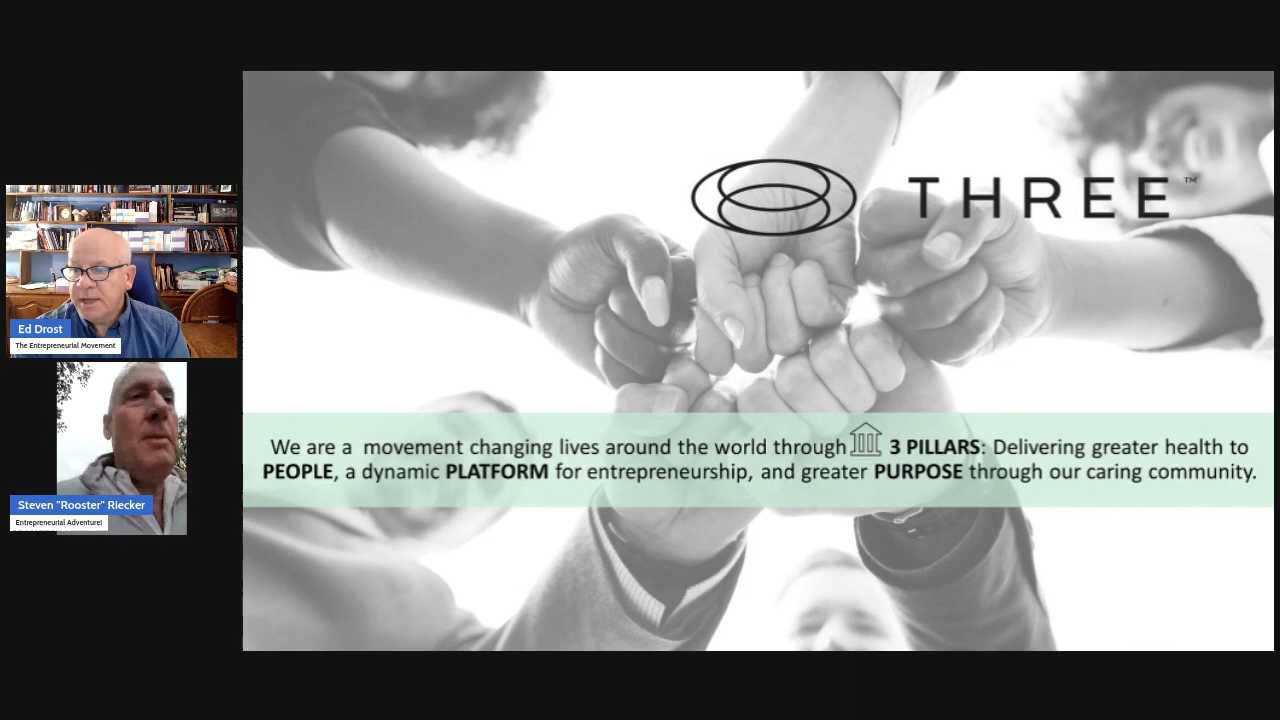 THREE™
We are a movement changing lives around the world through 3 PILLARS: Delivering greater health to
PEOPLE, a dynamic PLATFORM for entrepreneurship, and greater PURPOSE through our caring community.
Ed Drost
The Entrepreneurial Movement
Steven "Rooster" Riecker
Entrepreneurial Adventure!